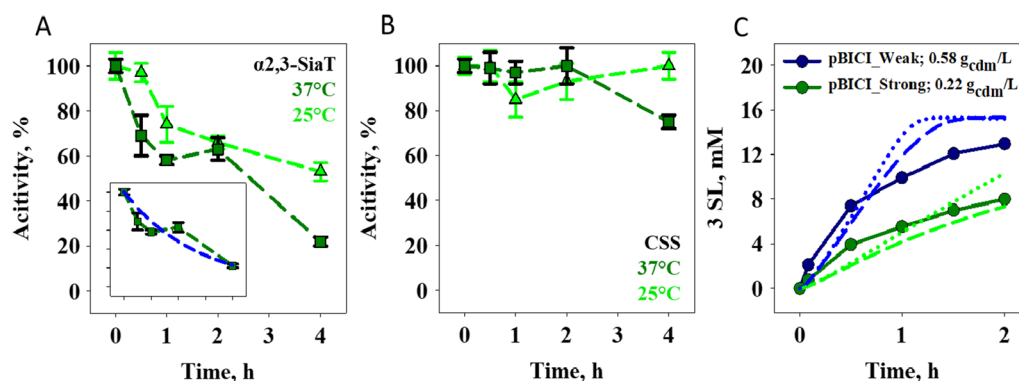 A
Acitivity, %
100
80
60
40
20
0
α2,3-SiaT
37°C
25°C
0 1 2 3 4
Time, h
B
Acitivity, %
100
80
60
40
20
0
CSS
37°C
25°C
0 1 2 3 4
Time, h
C
3 SL, mM
16
12
8
4
0
pBICI_Weak; 0.58 gcdm/L
pBICI_Strong; 0.22 gcdm/L
0 1 2
Time, h